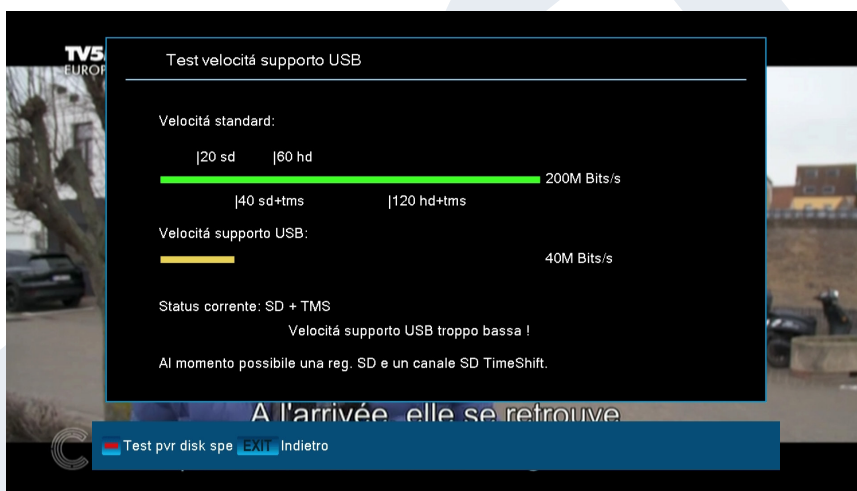 TV5
EUROP
Test velocitá supporto USB
Velocitá standard:
|20 sd |60 hd
200M Bits/s
|40 sd+tms |120 hd+tms
Velocitá supporto USB:
40M Bits/s
Status corrente: SD + TMS
Velocitá supporto USB troppo bassa !
Al momento possibile una reg. SD e un canale SD TimeShift.
A l'arrivée, elle se retrouve
Test pvr disk spe EXIT Indietro